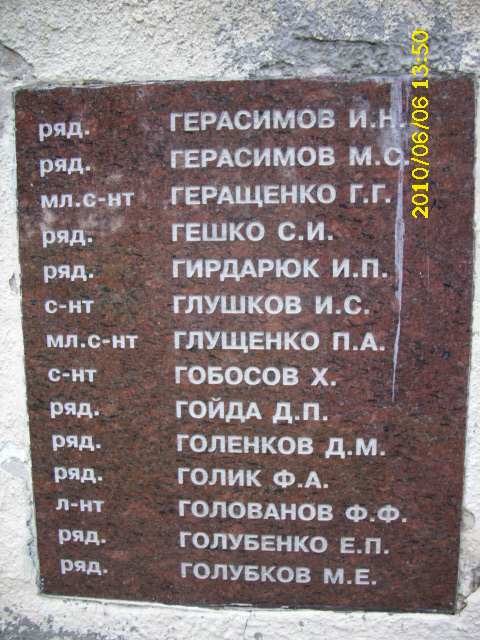 ряд. ГЕРАСИМОВ И.Н.
ряд. ГЕРАСИМОВ М.С.
мл.с-нт ГЕРАЩЕНКО Г.Г.
ряд. ГЕШКО С.И.
ряд. ГИРДАРЮК И.П.
с-нт ГЛУШКОВ И.С.
мл.с-нт ГЛУЩЕНКО П.А.
с-нт ГОБОСОВ Х.
ряд. ГОЙДА Д.П.
ряд. ГОЛЕНКОВ Д.М.
ряд. ГОЛИК Ф.А.
л-нт ГОЛОВАНОВ Ф.Ф.
ряд. ГОЛУБЕНКО Е.П.
ряд. ГОЛУБКОВ М.Е.
2010/06/06 13:50